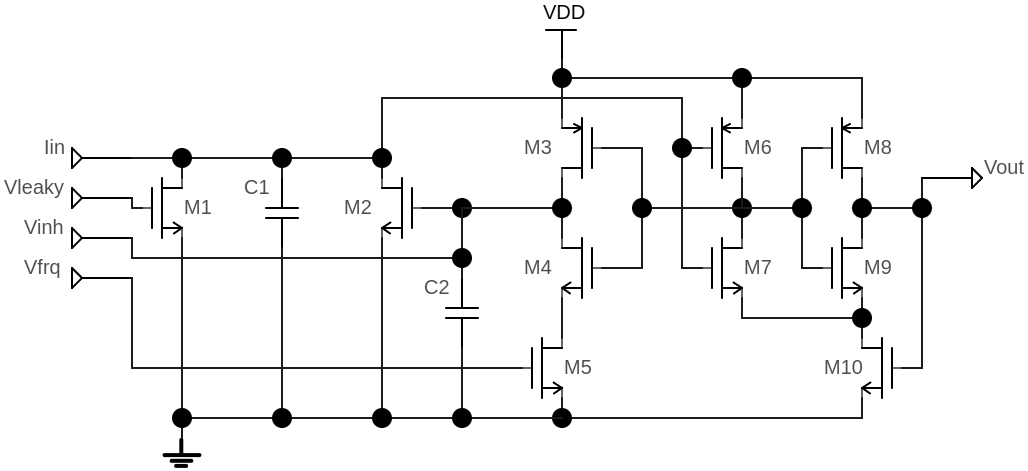 VDD
Iin
M3
M6
M8
Vout
Vleaky
C1
M1
M2
Vinh
Vfrq
M4
M7
M9
C2
M5
M10